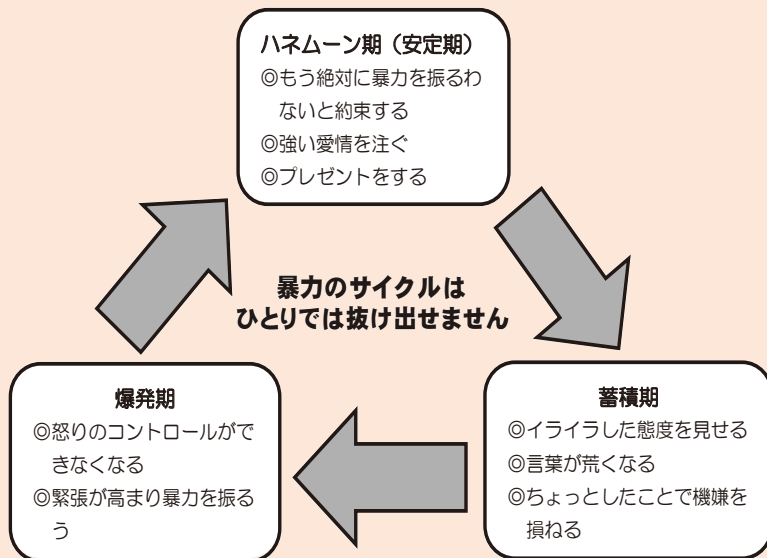 ハネムーン期（安定期）
◎もう絶対に暴力を振るわ
ないと約束する
◎強い愛情を注ぐ
◎プレゼントをする
暴力のサイクルは
ひとりでは抜け出せません
爆発期
◎怒りのコントロールがで
きなくなる
◎緊張が高まり暴力を振る
う
蓄積期
◎イライラした態度を見せる
◎言葉が荒くなる
◎ちょっとしたことで機嫌を
損ねる